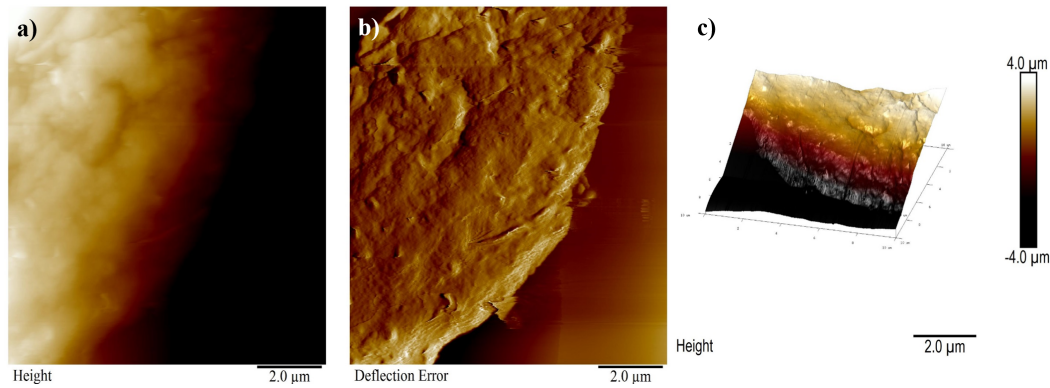 a)
b)
c)
4.0 µm
-4.0 µm
Height
2.0 µm
Deflection Error
2.0 µm
Height
2.0 µm